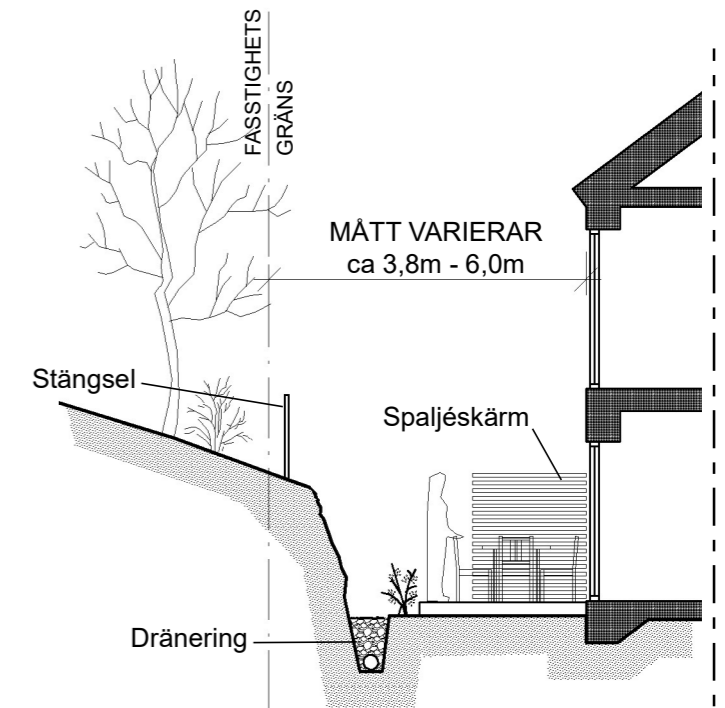 FASSTIGHETS
GRÄNS
MÅTT VARIERAR
ca 3,8m - 6,0m
Stängsel
Spaljéskärm
Dränering